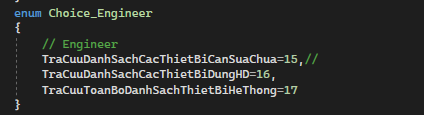 enum Choice_Engineer
{
// Engineer
TraCuuDanhSachCacThietBiCanSuaChua=15,//
TraCuuDanhSachCacThietBiDungHD=16,
TraCuuToanBoDanhSachThietBiHeThong=17
}